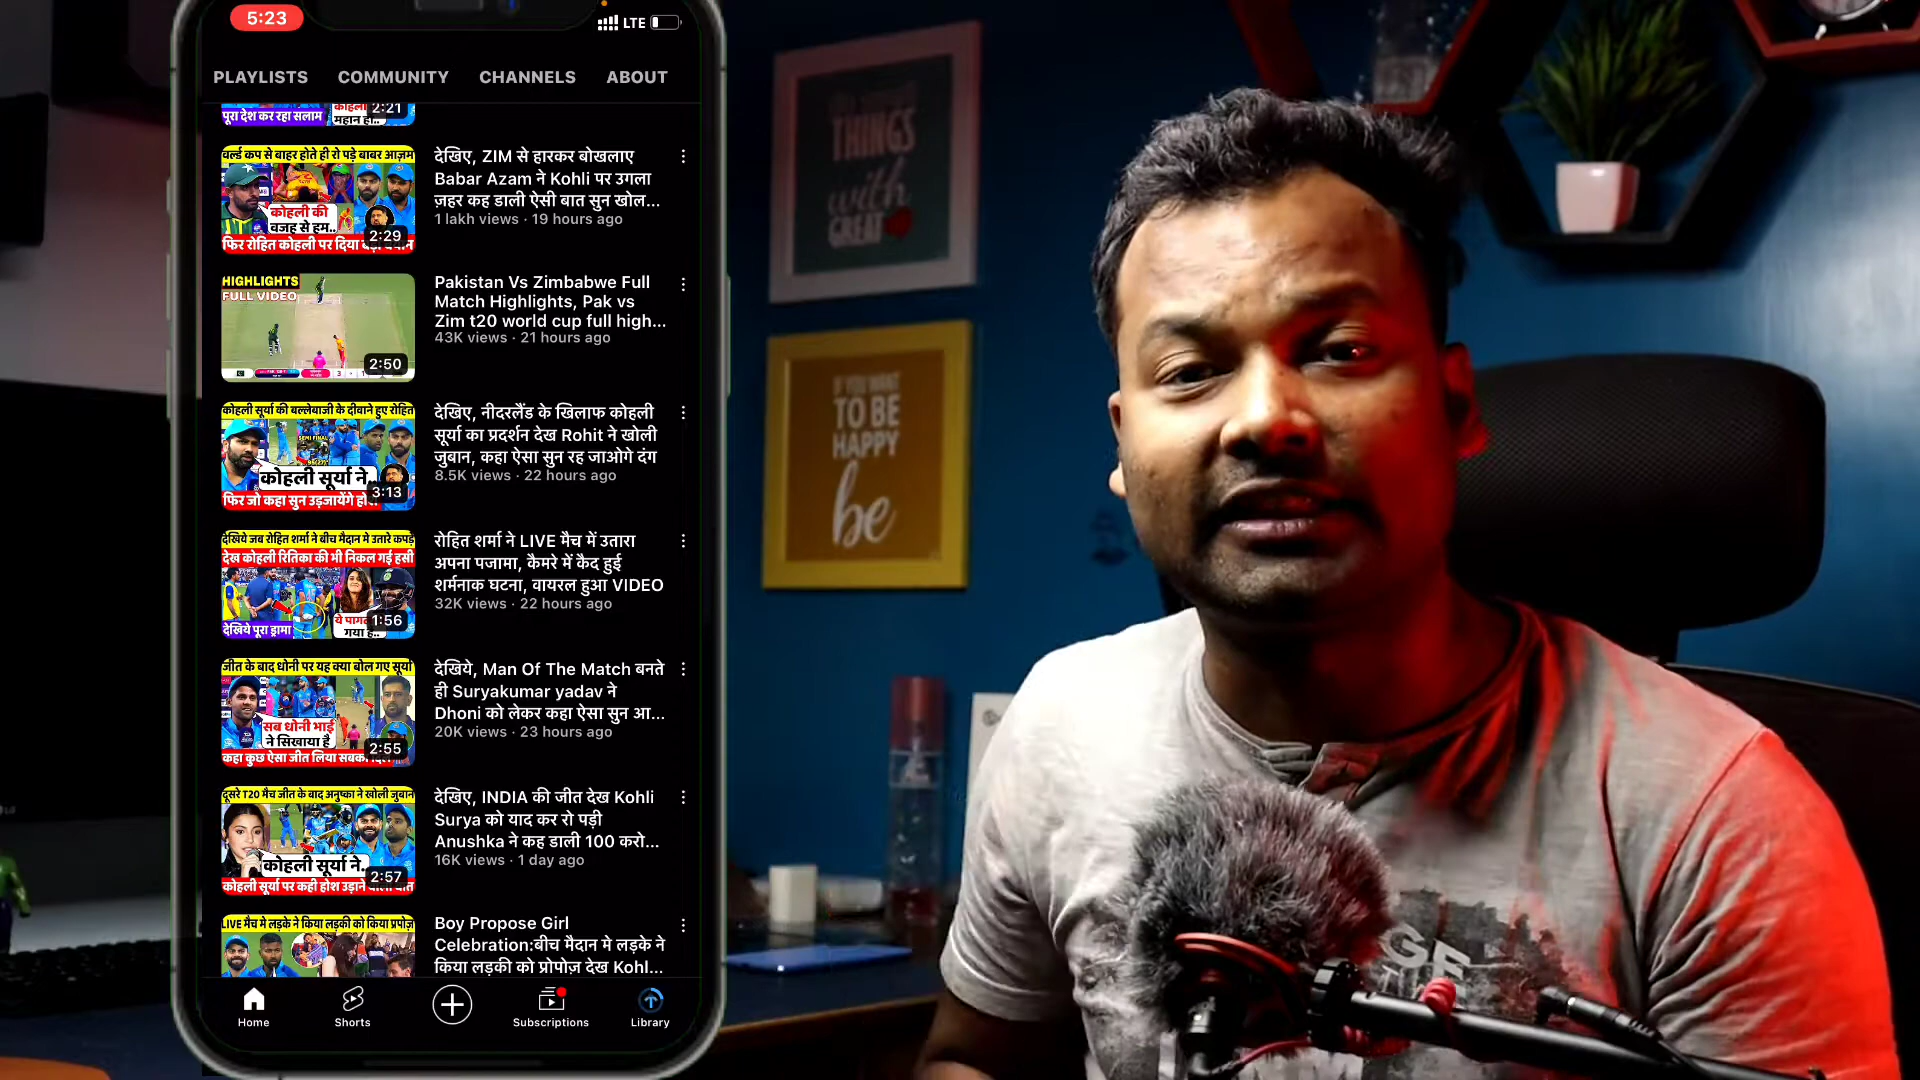 5:23
LTE
PLAYLISTS COMMUNITY CHANNELS ABOUT
कोहली
2:21
पूरा देश कर रहा सलाम
महान हो..
वर्ल्ड कप से बाहर होते ही रो पड़े बाबर आज़म
कोहली की
वजह से हम..
2:29
फिर रोहित कोहली पर दिया
देखिए, ZIM से हारकर बोखलाए
Babar Azam ने Kohli पर उगला
ज़हर कह डाली ऐसी बात सुन खोल...
1 lakh views · 19 hours ago
HIGHLIGHTS
FULL VIDEO
2:50
Pakistan Vs Zimbabwe Full
Match Highlights, Pak vs
Zim t20 world cup full high...
43K views · 21 hours ago
कोहली सूर्या की बल्लेबाजी के दीवाने हुए रोहित
SEMI FINAL
कोहली सूर्या ने..
3:13
फिर जो कहा सुन उड़जायेंगे होश
देखिए, नीदरलैंड के खिलाफ कोहली
सूर्या का प्रदर्शन देख Rohit ने खोली
जुबान, कहा ऐसा सुन रह जाओगे दंग
8.5K views · 22 hours ago
देखिये जब रोहित शर्मा ने बीच मैदान मे उतारे कपड़े
देख कोहली रितिका की भी निकल गई हसी
ये पागल
1:56
देखिये पूरा ड्रामा
गया है..
रोहित शर्मा ने LIVE मैच में उतारा
अपना पजामा, कैमरे में कैद हुई
शर्मनाक घटना, वायरल हुआ VIDEO
32K views · 22 hours ago
जीत के बाद धोनी पर यह क्या बोल गए सूर्या
सब धोनी भाई
ने सिखाया है
2:55
कहा कुछ ऐसा जीत लिया सबका दिल
देखिये, Man Of The Match बनते
ही Suryakumar yadav ने
Dhoni को लेकर कहा ऐसा सुन आ...
20K views · 23 hours ago
दूसरे T20 मैच जीत के बाद अनुष्का ने खोली जुबान
कोहली सूर्या ने..
2:57
कोहली सूर्या पर कही होश उड़ाने वाली बात
देखिए, INDIA की जीत देख Kohli
Surya को याद कर रो पड़ी
Anushka ने कह डाली 100 करो...
16K views · 1 day ago
LIVE मैच मे लड़के ने किया लड़की को किया प्रपोज़
Boy Propose Girl
Celebration:बीच मैदान मे लड़के ने
किया लड़की को प्रोपोज़ देख Kohl...
Home Shorts Subscriptions Library
THINGS
with
GREAT
IF YOU WANT
TO BE
HAPPY
be